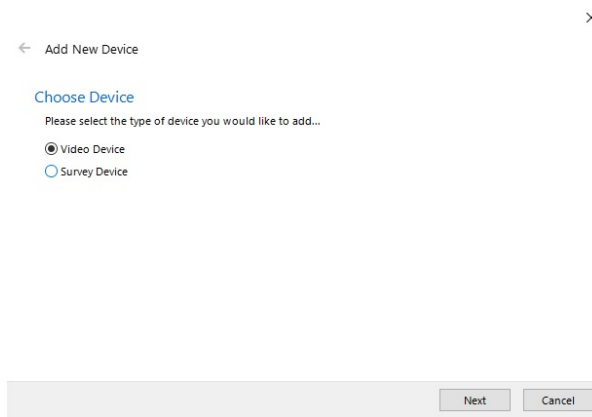 Add New Device
Choose Device
Please select the type of device you would like to add...
Video Device
Survey Device
Next
Cancel